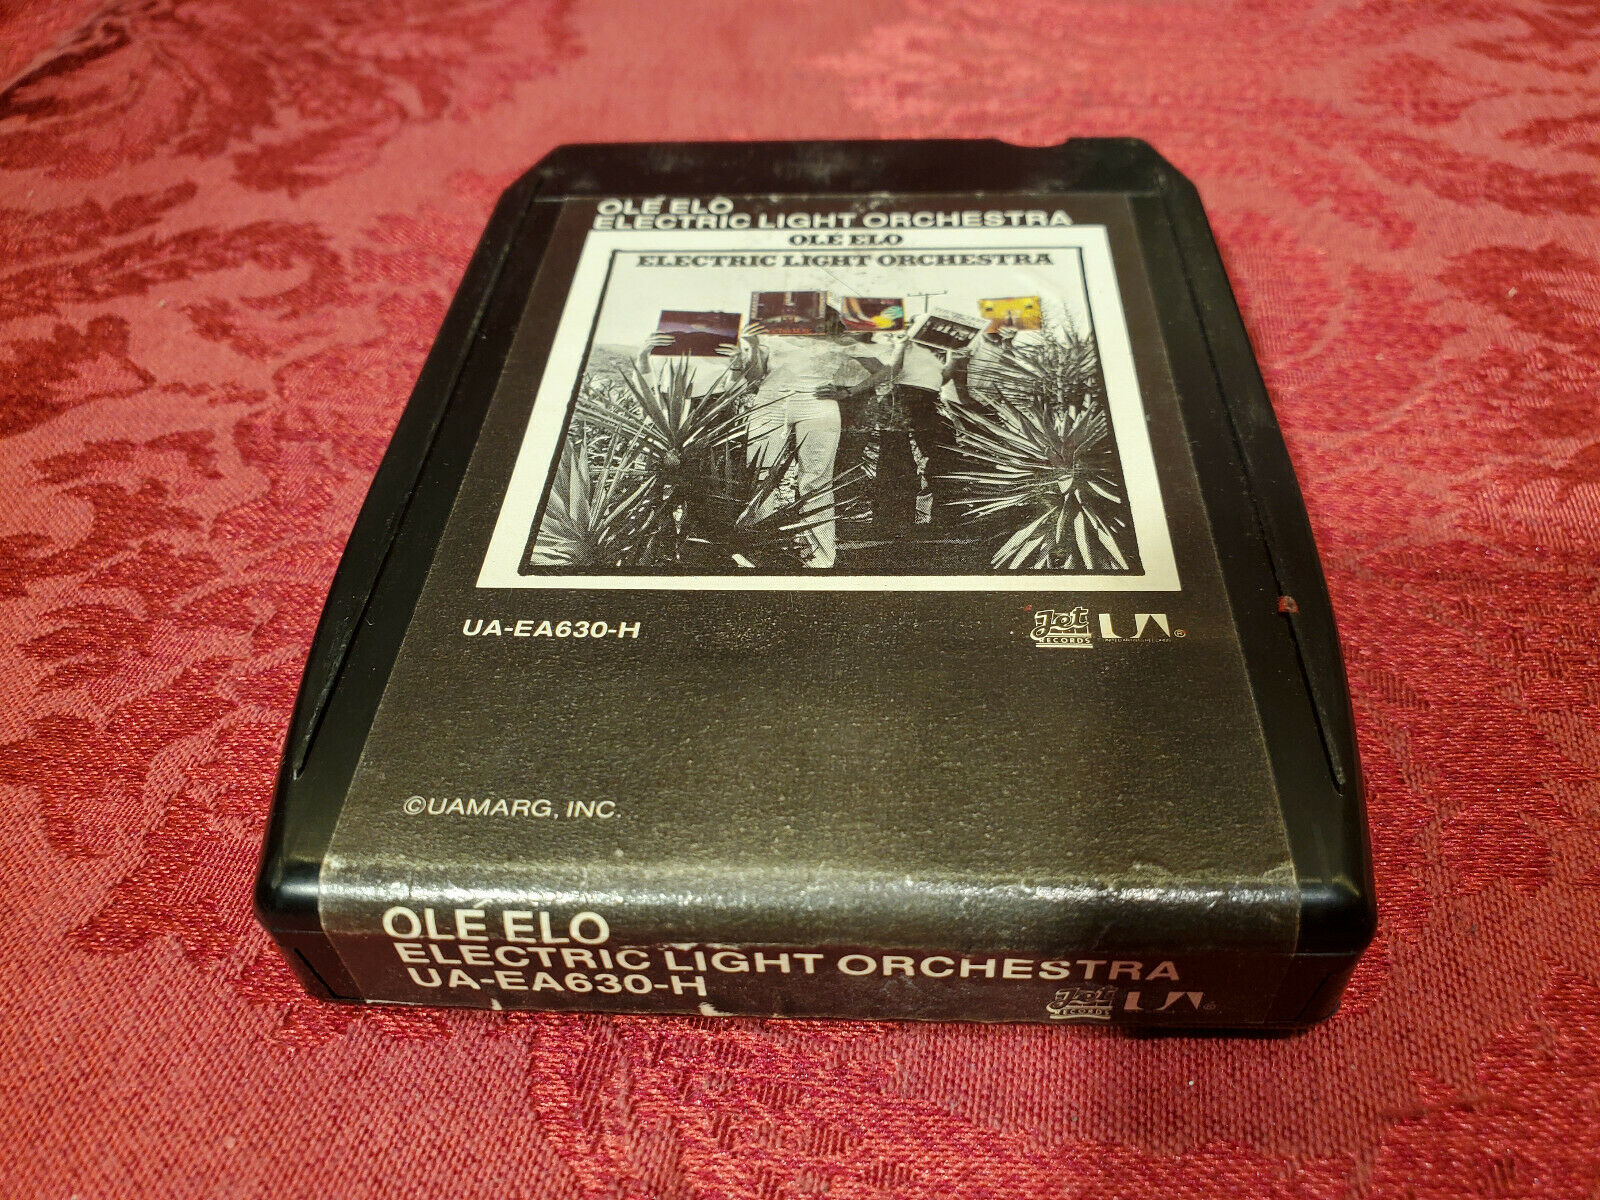 OLÉ ELO
ELECTRIC LIGHT ORCHESTRA
OLÉ ELO
ELECTRIC LIGHT ORCHESTRA
UA-EA630-H
Jet RECORDS
UA ®
©UAMARG, INC.
OLÉ ELO
ELECTRIC LIGHT ORCHESTRA
UA-EA630-H
Jet RECORDS
UA ®